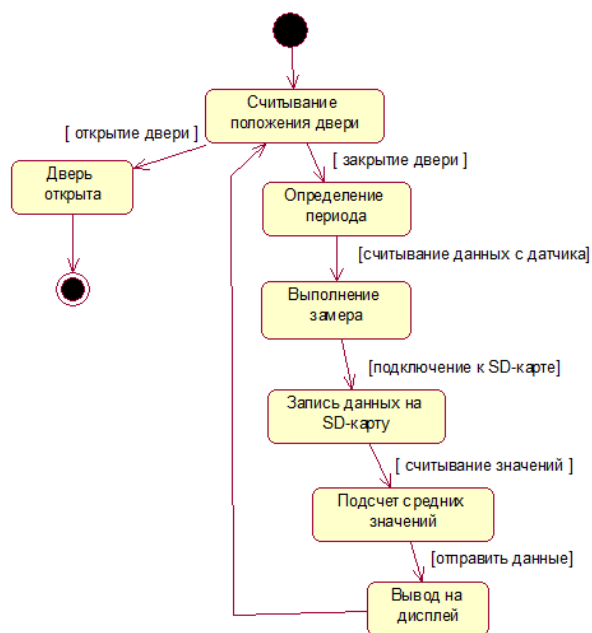 Считывание
положения двери
[ открытие двери ]
[ закрытие двери ]
Дверь
открыта
Определение
периода
[считывание данных с датчика]
Выполнение
замера
[подключение к SD-карте]
Запись данных на
SD-карту
[ считывание значений ]
Подсчет средних
значений
[отправить данные]
Вывод на
дисплей